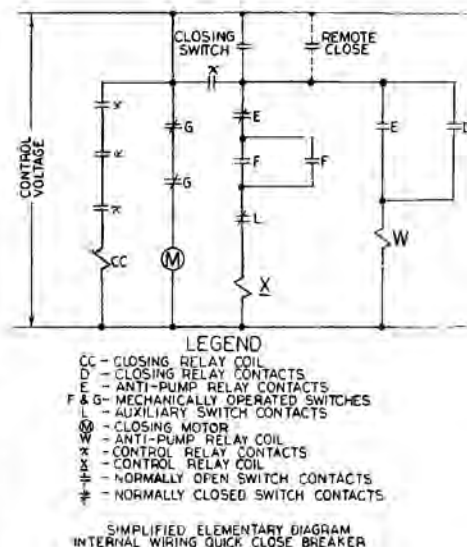 CLOSING SWITCH
REMOTE CLOSE
CONTROL VOLTAGE
x
x
x
x
G
G
E
F
F
L
E
D
CC
M
X
W
LEGEND
CC - CLOSING RELAY COIL
D - CLOSING RELAY CONTACTS
E - ANTI-PUMP RELAY CONTACTS
F & G - MECHANICALLY OPERATED SWITCHES
L - AUXILIARY SWITCH CONTACTS
M - CLOSING MOTOR
W - ANTI-PUMP RELAY COIL
x - CONTROL RELAY CONTACTS
X - CONTROL RELAY COIL
- NORMALLY OPEN SWITCH CONTACTS
- NORMALLY CLOSED SWITCH CONTACTS
SIMPLIFIED ELEMENTARY DIAGRAM
INTERNAL WIRING QUICK CLOSE BREAKER